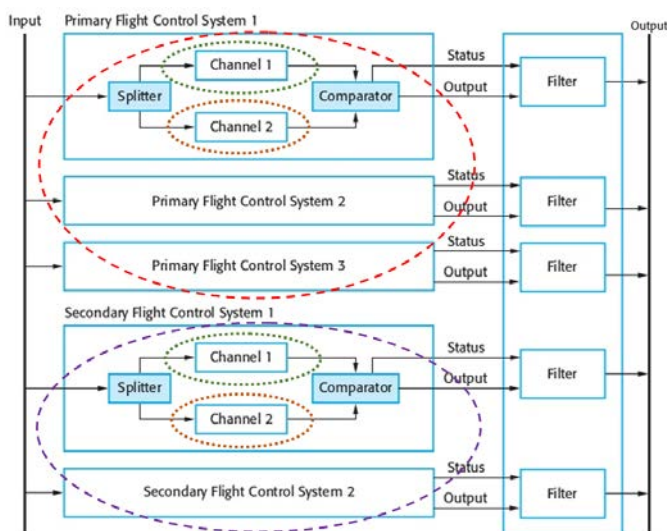 Input
Primary Flight Control System 1
Output
Channel 1
Status
Splitter
Comparator
Output
Filter
Channel 2
Status
Primary Flight Control System 2
Output
Filter
Status
Primary Flight Control System 3
Output
Filter
Secondary Flight Control System 1
Channel 1
Status
Splitter
Comparator
Output
Filter
Channel 2
Status
Secondary Flight Control System 2
Output
Filter